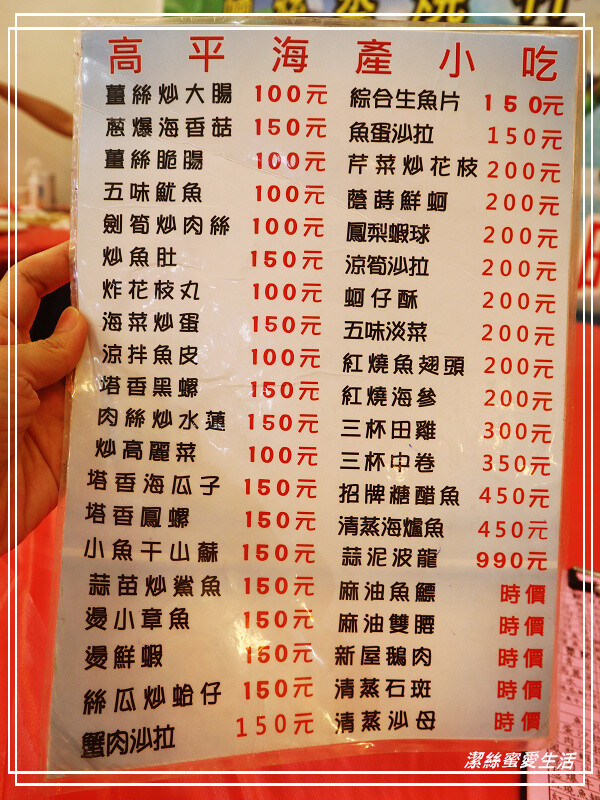 高平海產小吃
薑絲炒大腸 100元
蔥爆海香菇 150元
薑絲脆腸 100元
五味魷魚 100元
劍筍炒肉絲 100元
炒魚肚 150元
炸花枝丸 100元
海菜炒蛋 150元
涼拌魚皮 100元
塔香黑螺 150元
肉絲炒水蓮 150元
炒高麗菜 100元
塔香海瓜子 150元
塔香鳳螺 150元
小魚干山蘇 150元
蒜苗炒鯊魚 150元
燙小章魚 150元
燙鮮蝦 150元
絲瓜炒蛤仔 150元
蟹肉沙拉 150元
綜合生魚片 150元
魚蛋沙拉 150元
芹菜炒花枝 200元
蔭蒔鮮蚵 200元
鳳梨蝦球 200元
涼筍沙拉 200元
蚵仔酥 200元
五味淡菜 200元
紅燒魚翅頭 200元
紅燒海參 200元
三杯田雞 300元
三杯中卷 350元
招牌糖醋魚 450元
清蒸海爐魚 450元
蒜泥波龍 990元
麻油魚鰾 時價
麻油雙腰 時價
新屋鵝肉 時價
清蒸石斑 時價
清蒸沙母 時價
潔絲蜜愛生活